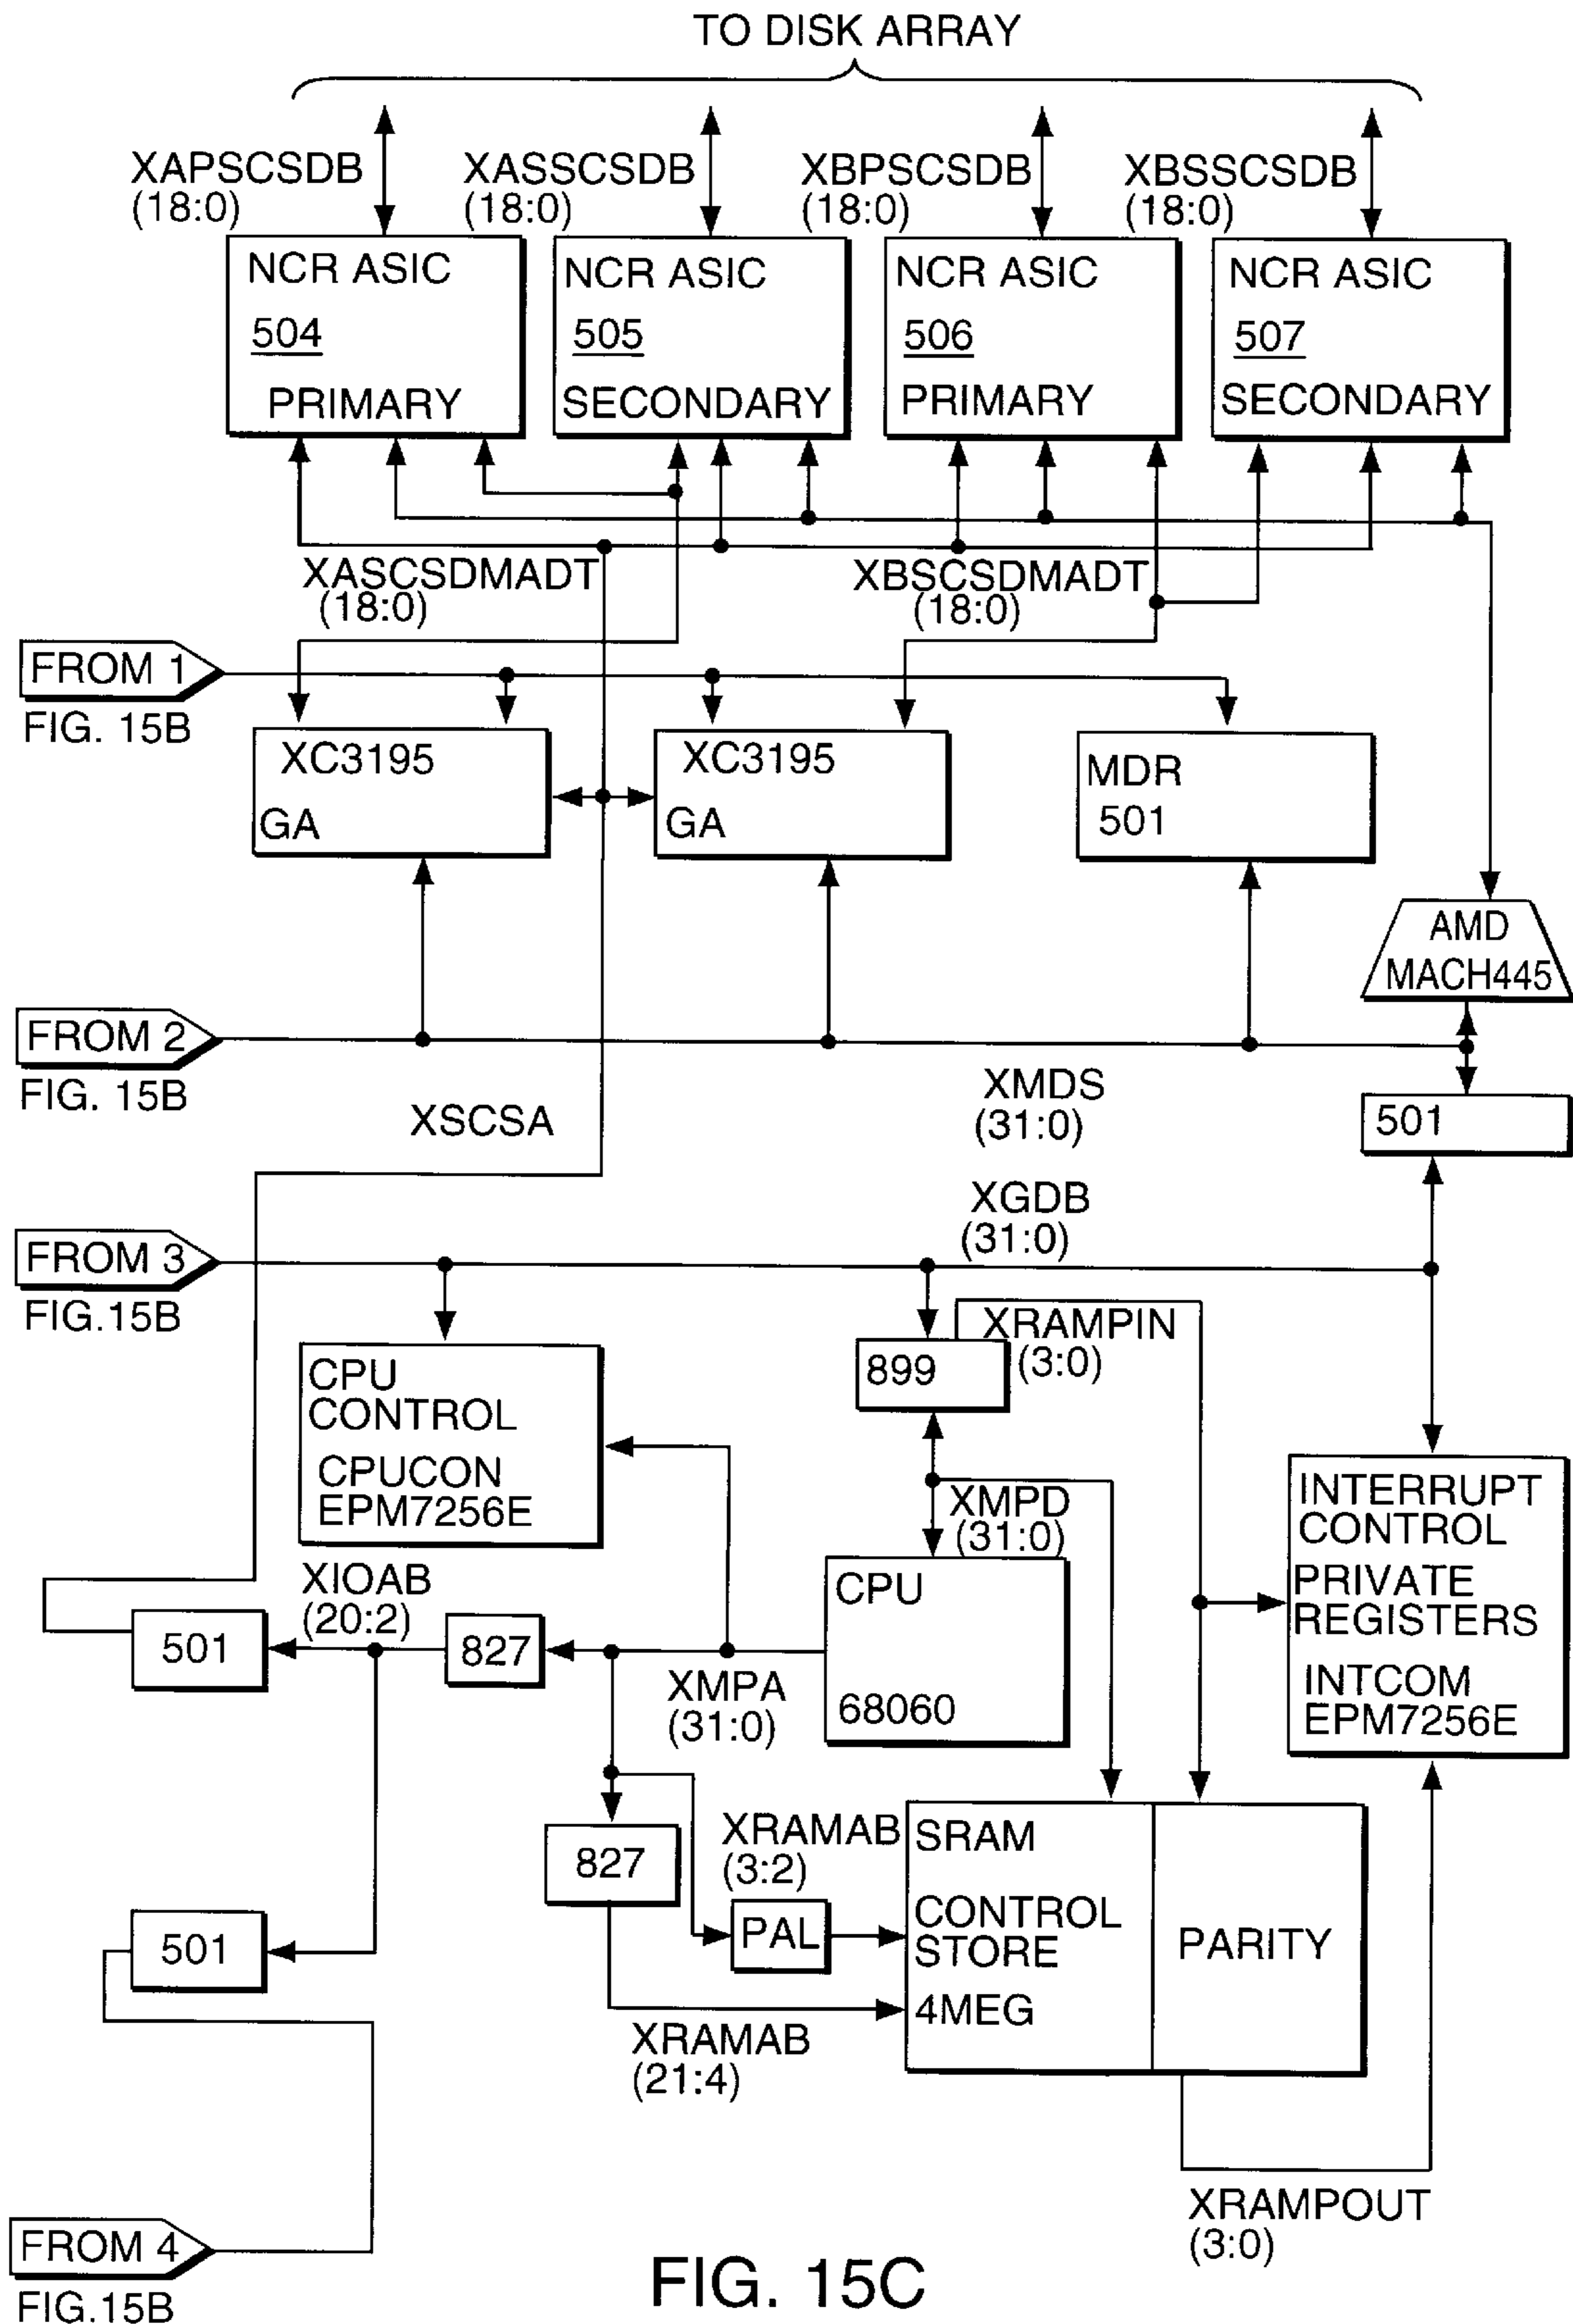 TO DISK ARRAY
XAPSCSDB
(18:0)
XASSCSDB
(18:0)
XBPSCSDB
(18:0)
XBSSCSDB
(18:0)
NCR ASIC
504
PRIMARY
NCR ASIC
505
SECONDARY
NCR ASIC
506
PRIMARY
NCR ASIC
507
SECONDARY
XASCSDMADT
(18:0)
XBSCSDMADT
(18:0)
FROM 1
FIG. 15B
XC3195
GA
XC3195
GA
MDR
501
AMD
MACH445
FROM 2
FIG. 15B
XSCSA
XMDS
(31:0)
501
XGDB
(31:0)
FROM 3
FIG.15B
XRAMPIN
(3:0)
899
CPU
CONTROL
CPUCON
EPM7256E
XMPD
(31:0)
INTERRUPT
CONTROL
PRIVATE
REGISTERS
INTCOM
EPM7256E
XIOAB
(20:2)
501
827
XMPA
(31:0)
CPU
68060
827
XRAMAB
(3:2)
PAL
SRAM
CONTROL
STORE
4MEG
PARITY
501
XRAMAB
(21:4)
XRAMPOUT
(3:0)
FROM 4
FIG.15B
FIG. 15C